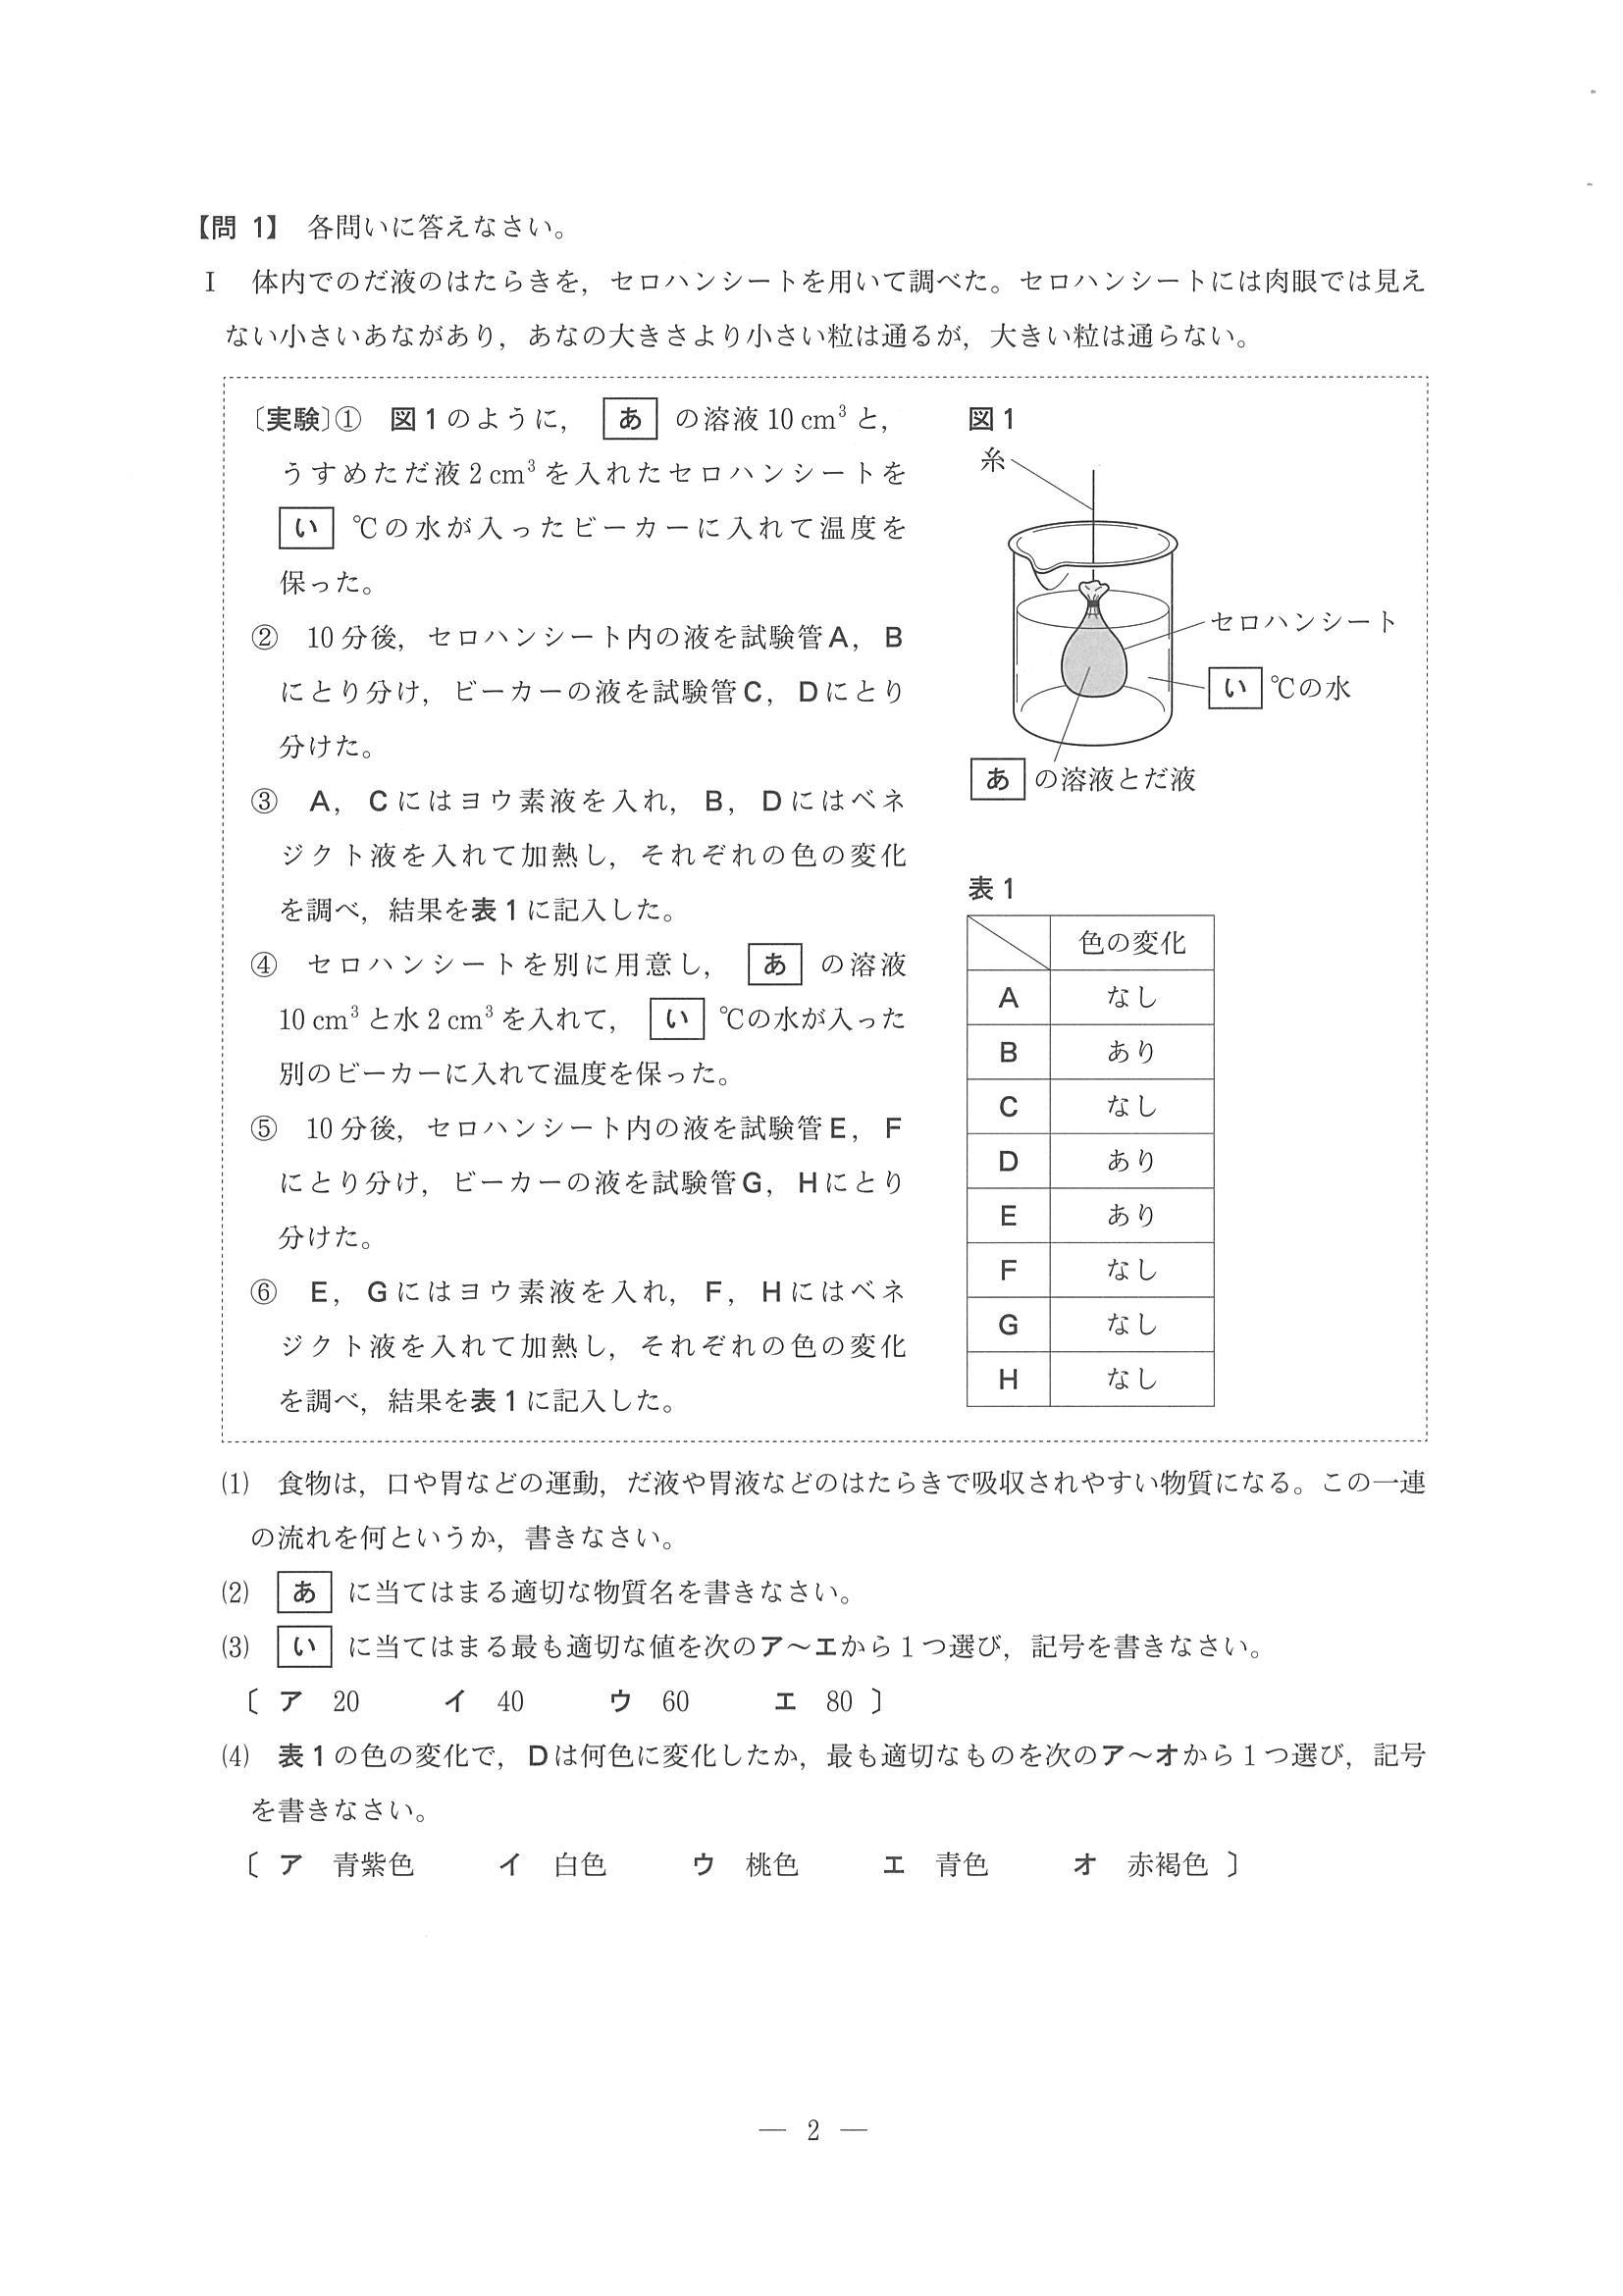 【問 1】 各問いに答えなさい。
Ⅰ 体内でのだ液のはたらきを，セロハンシートを用いて調べた。セロハンシートには肉眼では見え
ない小さいあながあり，あなの大きさより小さい粒は通るが，大きい粒は通らない。
〔実験〕① 図1のように， あ の溶液10 cm³と，
うすめただ液2 cm³を入れたセロハンシートを
い ℃の水が入ったビーカーに入れて温度を
保った。
② 10分後，セロハンシート内の液を試験管A，B
にとり分け，ビーカーの液を試験管C，Dにとり
分けた。
③ A，Cにはヨウ素液を入れ，B，Dにはベネ
ジクト液を入れて加熱し，それぞれの色の変化
を調べ，結果を表1に記入した。
④ セロハンシートを別に用意し， あ の溶液
10 cm³と水2 cm³を入れて， い ℃の水が入った
別のビーカーに入れて温度を保った。
⑤ 10分後，セロハンシート内の液を試験管E，F
にとり分け，ビーカーの液を試験管G，Hにとり
分けた。
⑥ E，Gにはヨウ素液を入れ，F，Hにはベネ
ジクト液を入れて加熱し，それぞれの色の変化
を調べ，結果を表1に記入した。
図1
糸
セロハンシート
い ℃の水
あ の溶液とだ液
表1
色の変化
A なし
B あり
C なし
D あり
E あり
F なし
G なし
H なし
⑴ 食物は，口や胃などの運動，だ液や胃液などのはたらきで吸収されやすい物質になる。この一連
の流れを何というか，書きなさい。
⑵ あ に当てはまる適切な物質名を書きなさい。
⑶ い に当てはまる最も適切な値を次のア～エから1つ選び，記号を書きなさい。
〔 ア 20 イ 40 ウ 60 エ 80 〕
⑷ 表1の色の変化で，Dは何色に変化したか，最も適切なものを次のア～オから1つ選び，記号
を書きなさい。
〔 ア 青紫色 イ 白色 ウ 桃色 エ 青色 オ 赤褐色 〕
— 2 —